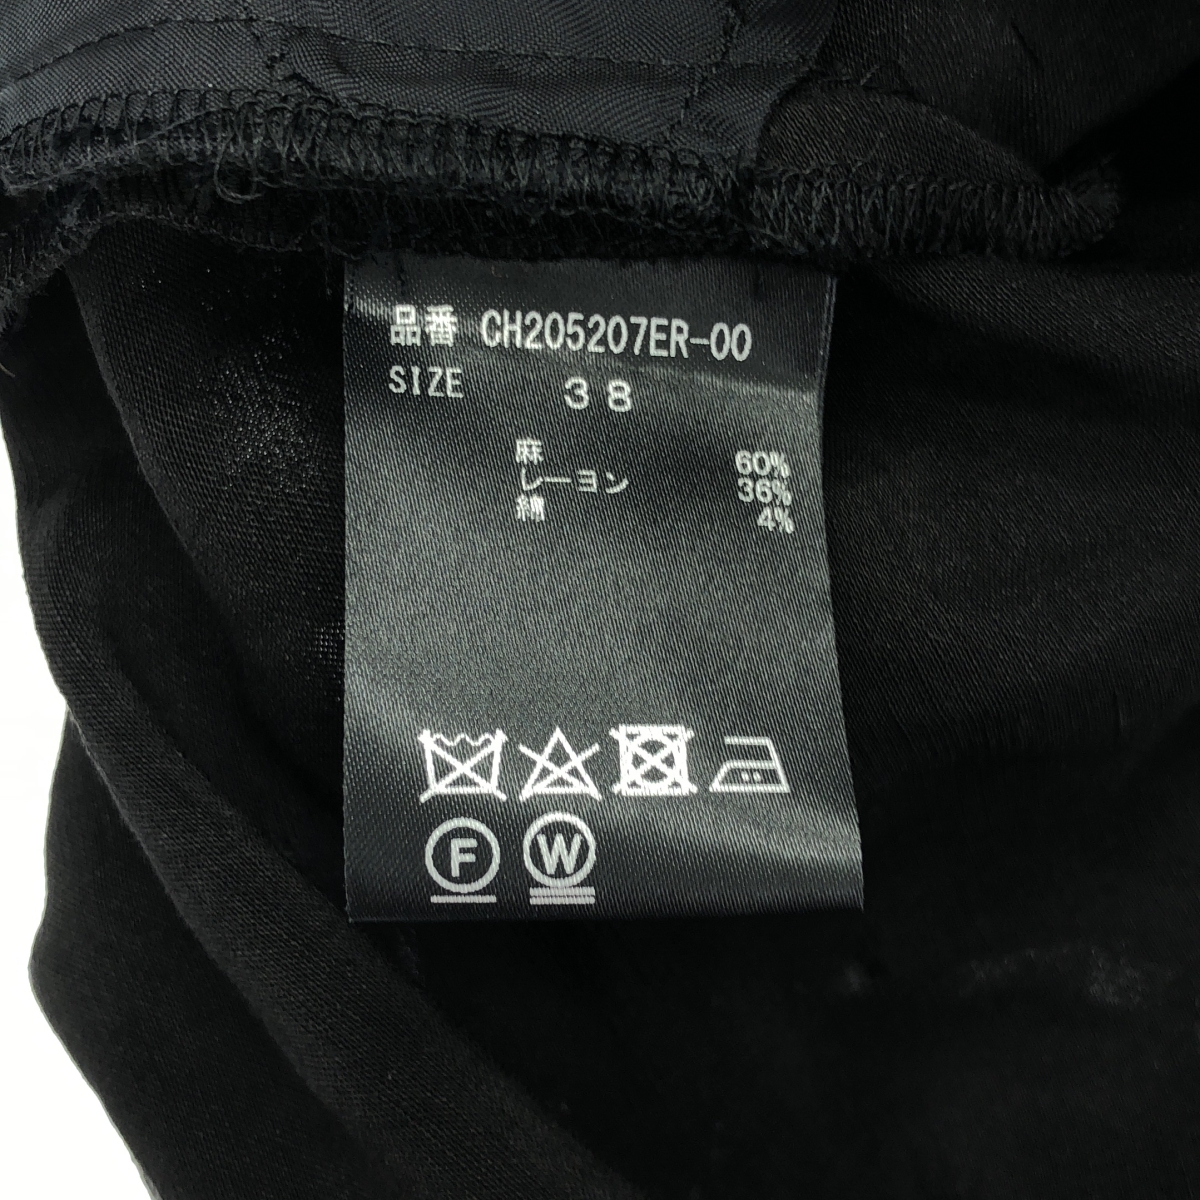 品番 CH205207ER-00
SIZE 38
麻 60%
レーヨン 36%
綿 4%
F W